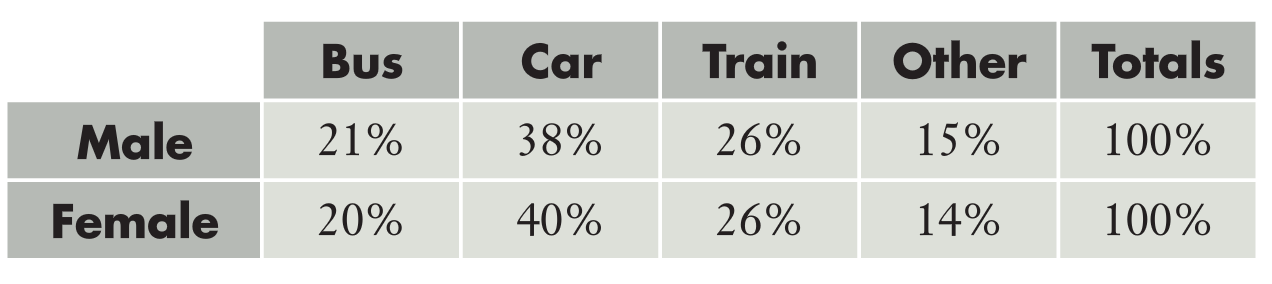 Bus Car Train Other Totals
Male 21% 38% 26% 15% 100%
Female 20% 40% 26% 14% 100%